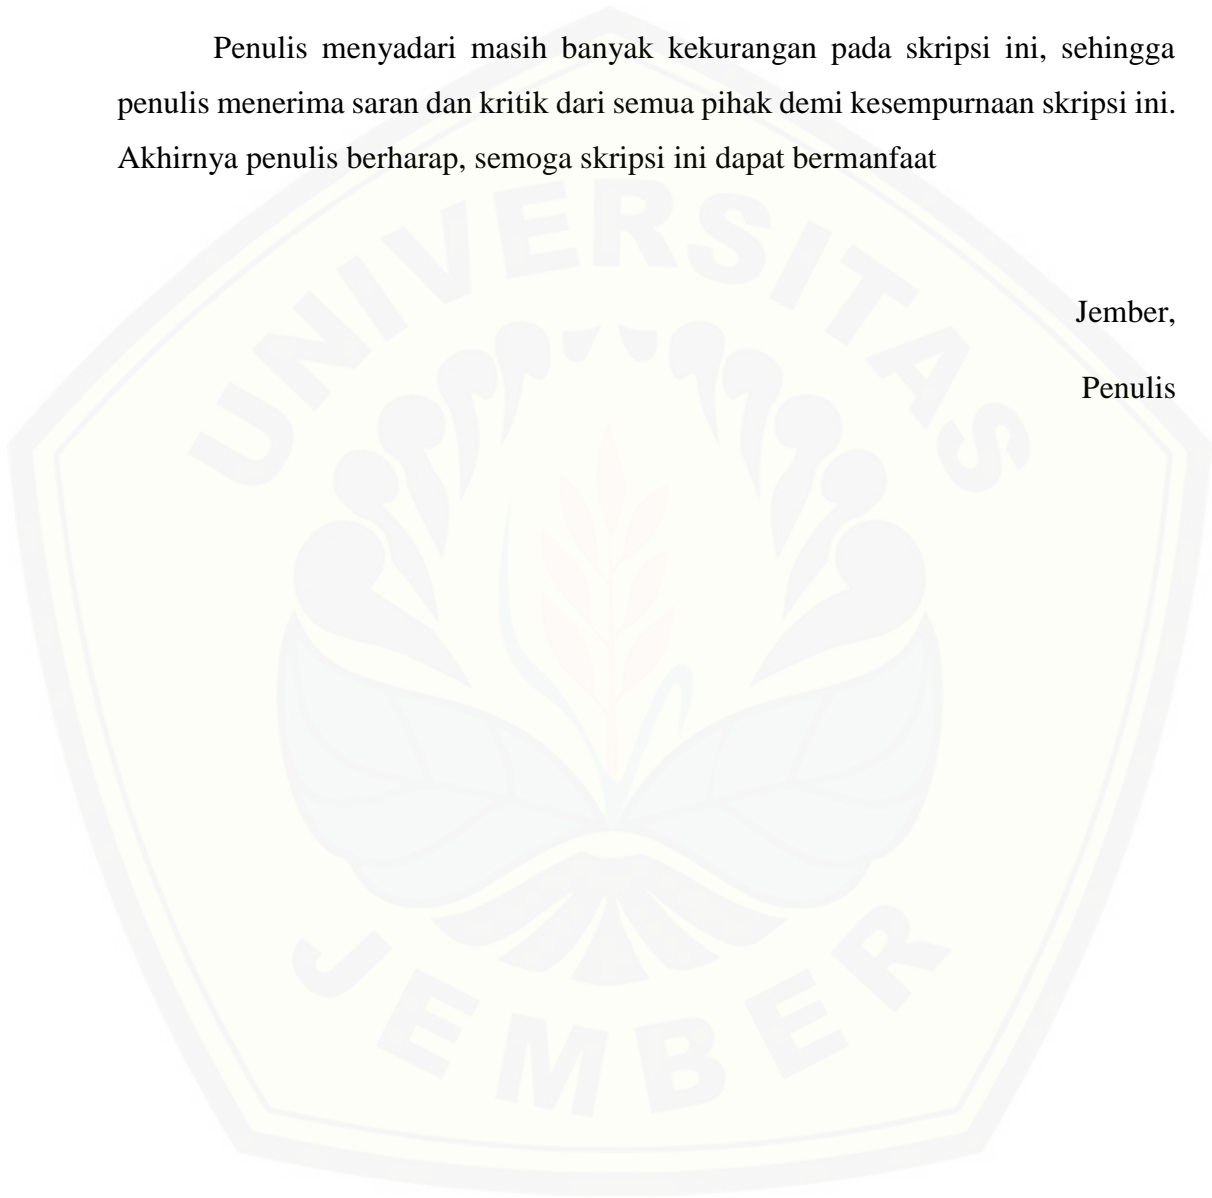 Penulis menyadari masih banyak kekurangan pada skripsi ini, sehingga
penulis menerima saran dan kritik dari semua pihak demi kesempurnaan skripsi ini.
Akhirnya penulis berharap, semoga skripsi ini dapat bermanfaat
UNIVERSITAS
Jember,
Penulis
JEMBER